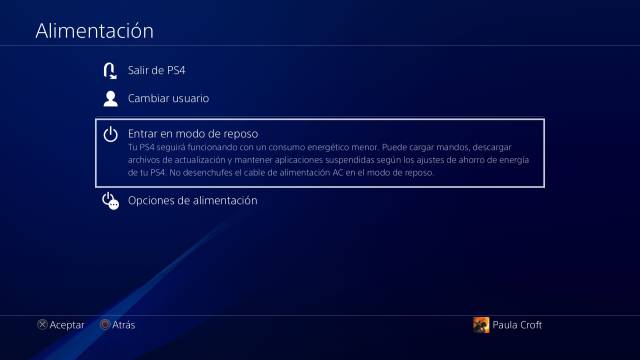 Alimentación
Salir de PS4
Cambiar usuario
Entrar en modo de reposo
Tu PS4 seguirá funcionando con un consumo energético menor. Puede cargar mandos, descargar
archivos de actualización y mantener aplicaciones suspendidas según los ajustes de ahorro de energía
de tu PS4. No desenchufes el cable de alimentación AC en el modo de reposo.
Opciones de alimentación
Aceptar Atrás Paula Croft